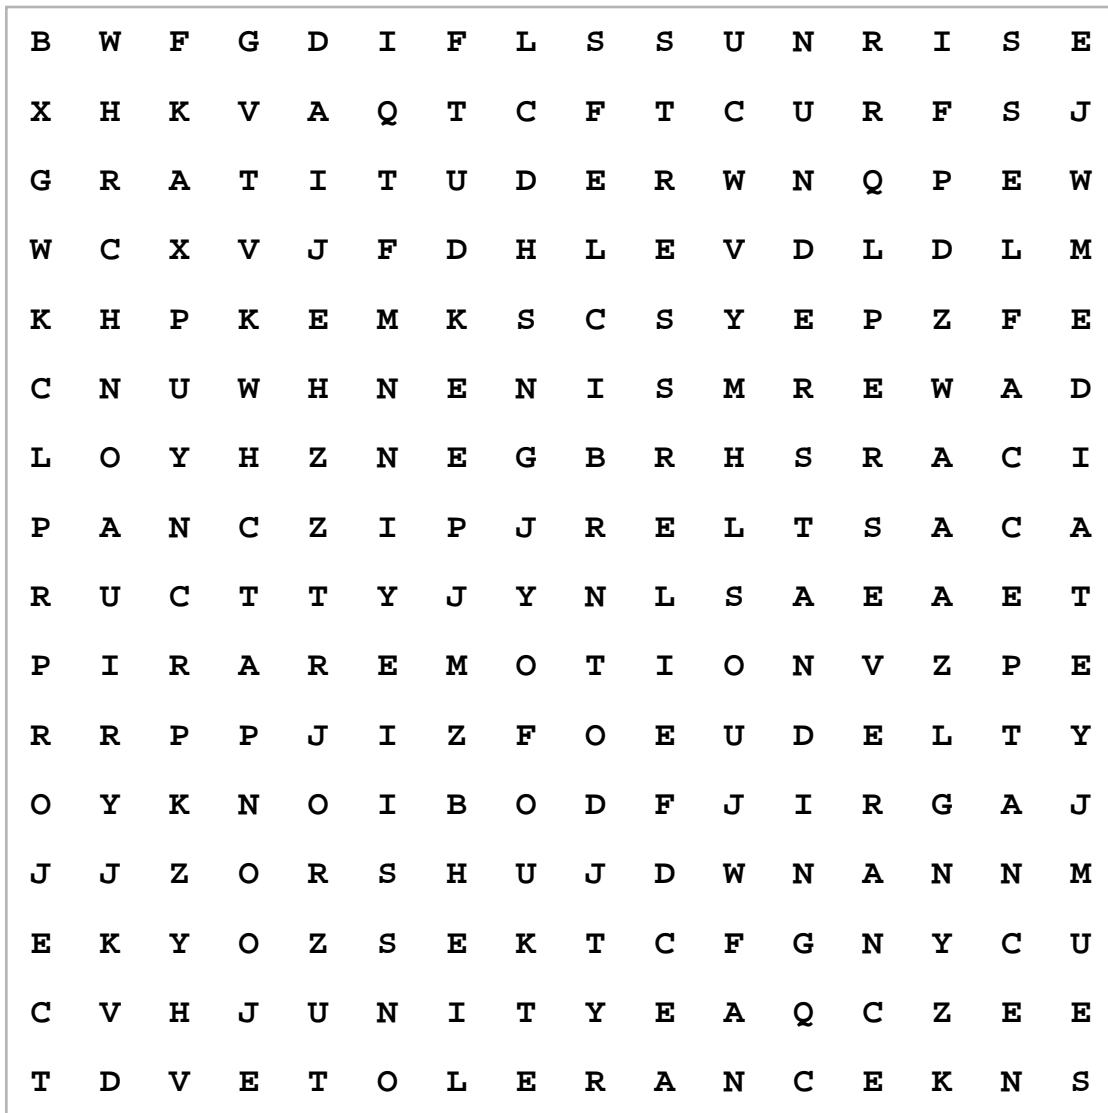 B W F G D I F L S S U N R I S E
X H K V A Q T C F T C U R F S J
G R A T I T U D E R W N Q P E W
W C X V J F D H L E V D L D L M
K H P K E M K S C S Y E P Z F E
C N U W H N E N I S M R E W A D
L O Y H Z N E G B R H S R A C I
P A N C Z I P J R E L T S A C A
R U C T T Y J Y N L S A E A E T
P I R A R E M O T I O N V Z P E
R R P P J I Z F O E U D E L T Y
O Y K N O I B O D F J I R G A J
J J Z O R S H U J D W N A N N M
E K Y O Z S E K T C F G N Y C U
C V H J U N I T Y E A Q C Z E E
T D V E T O L E R A N C E K N S